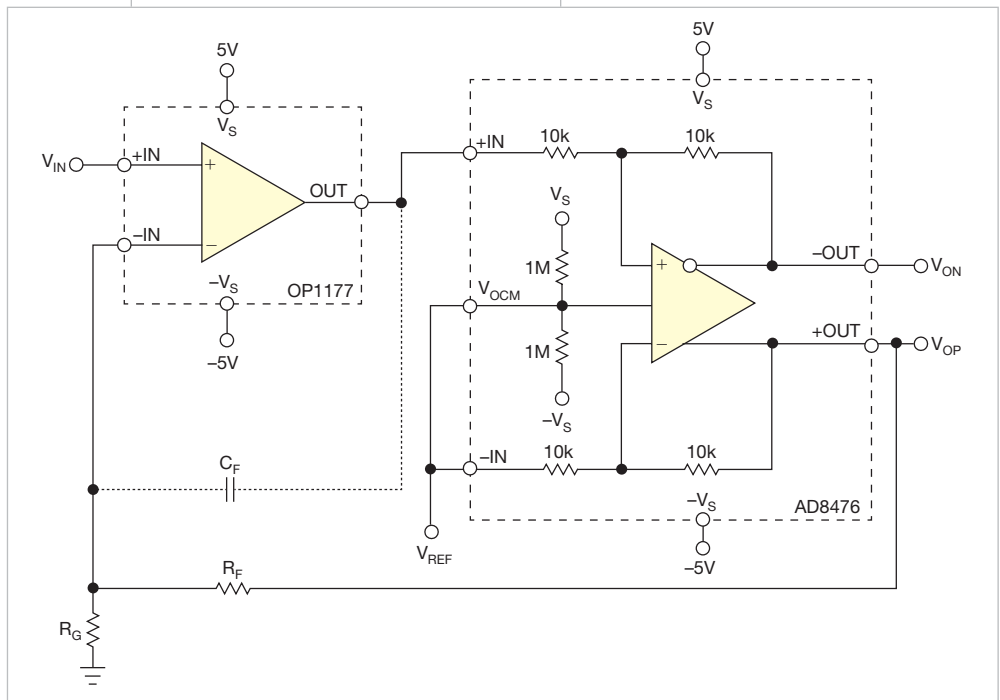 5V
V_S
V_IN
+IN
+
OUT
-IN
−
-V_S
OP1177
-5V
C_F
R_F
R_G
5V
V_S
+IN
10k
10k
V_S
1M
V_OCM
1M
-V_S
+
−
-OUT
V_ON
+OUT
V_OP
-IN
10k
10k
-V_S
AD8476
-5V
V_REF